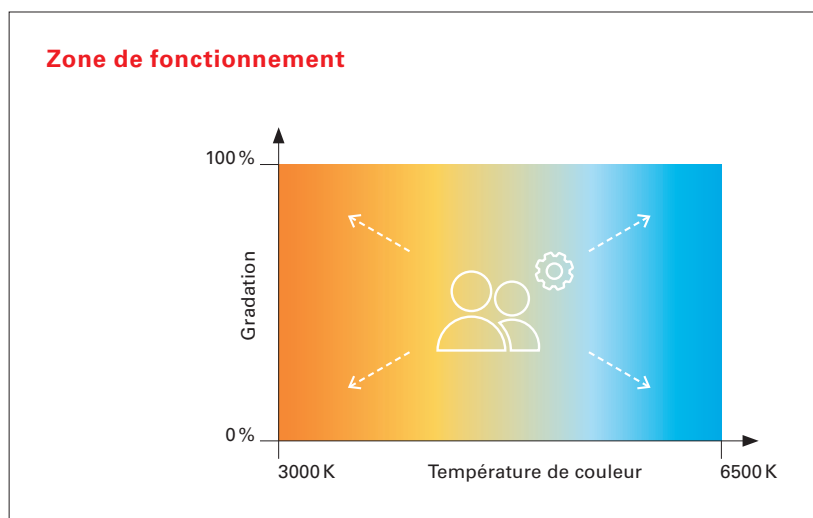 Zone de fonctionnement
100 %
Gradation
0 %
3000 K
Température de couleur
6500 K